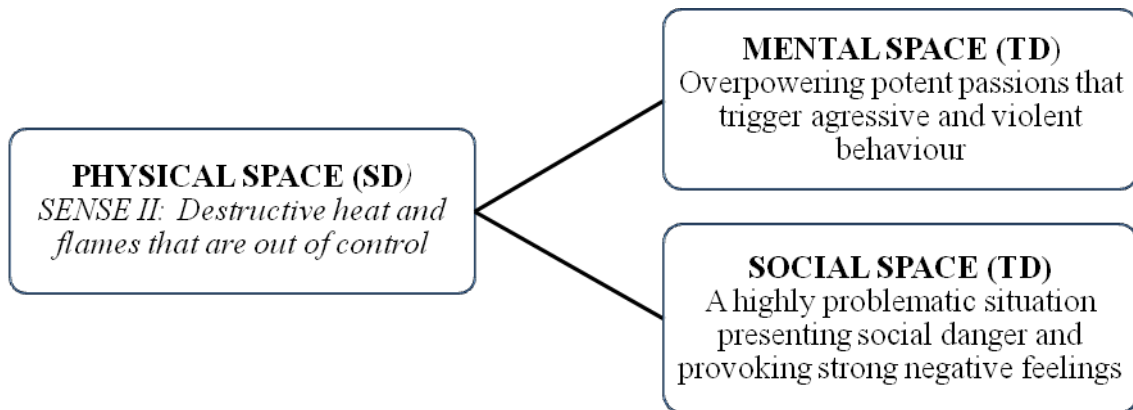 PHYSICAL SPACE (SD)
SENSE II: Destructive heat and
flames that are out of control
MENTAL SPACE (TD)
Overpowering potent passions that
trigger agressive and violent
behaviour
SOCIAL SPACE (TD)
A highly problematic situation
presenting social danger and
provoking strong negative feelings